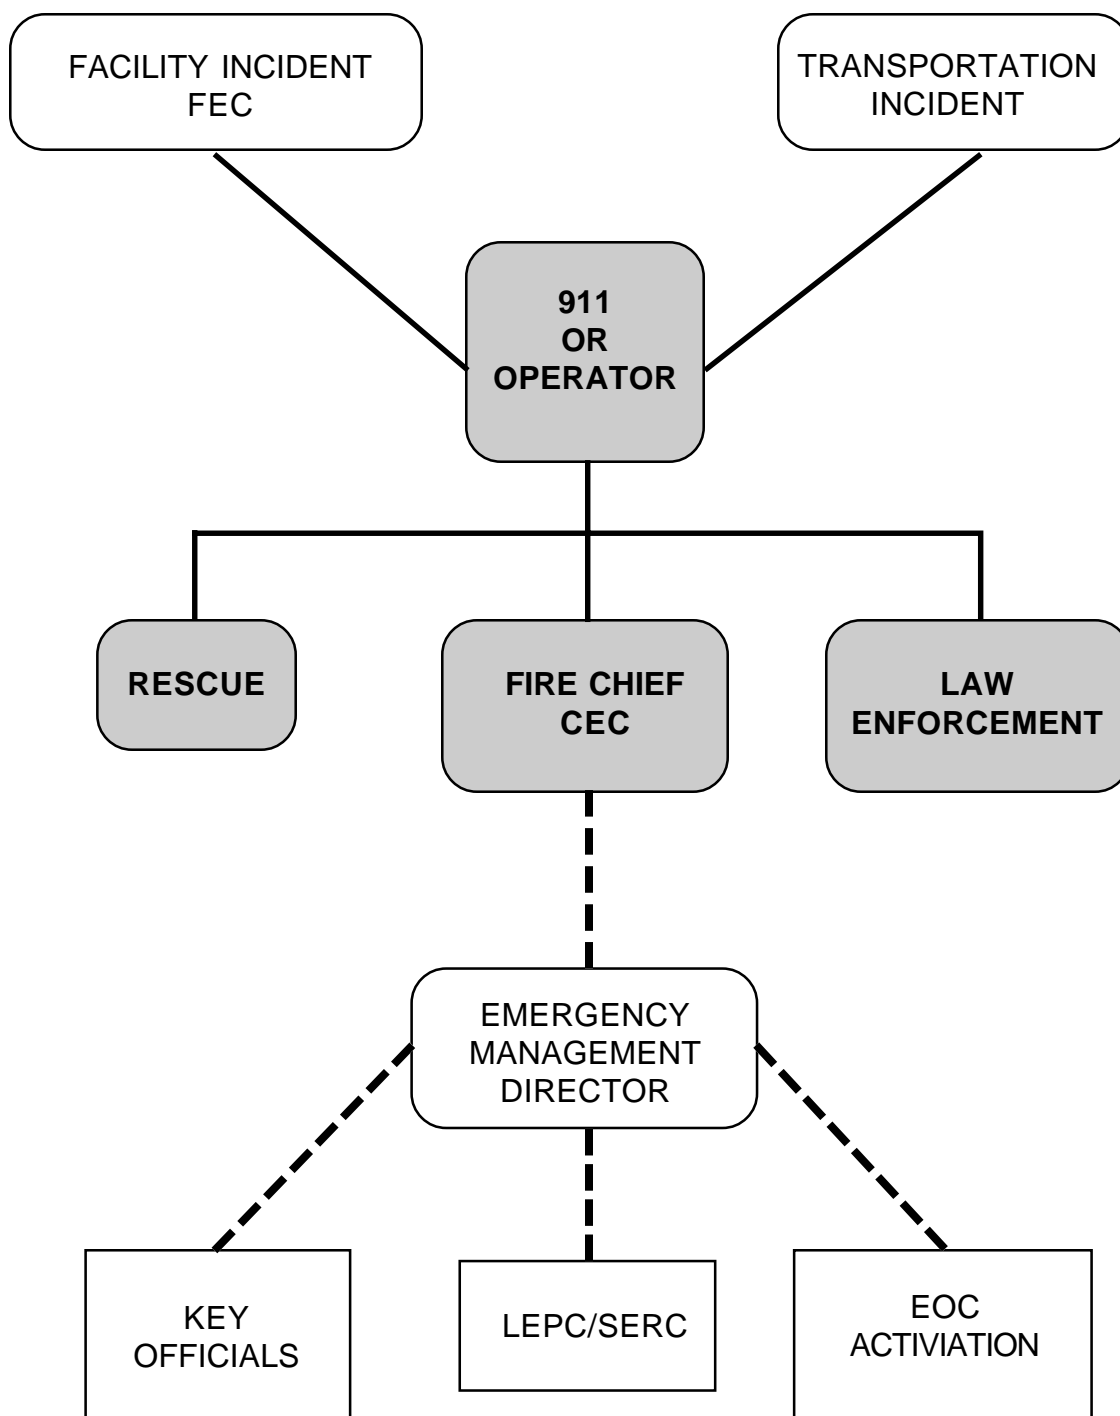 FACILITY INCIDENT
FEC
TRANSPORTATION
INCIDENT
911
OR
OPERATOR
RESCUE
FIRE CHIEF
CEC
LAW
ENFORCEMENT
EMERGENCY
MANAGEMENT
DIRECTOR
KEY
OFFICIALS
LEPC/SERC
EOC
ACTIVIATION